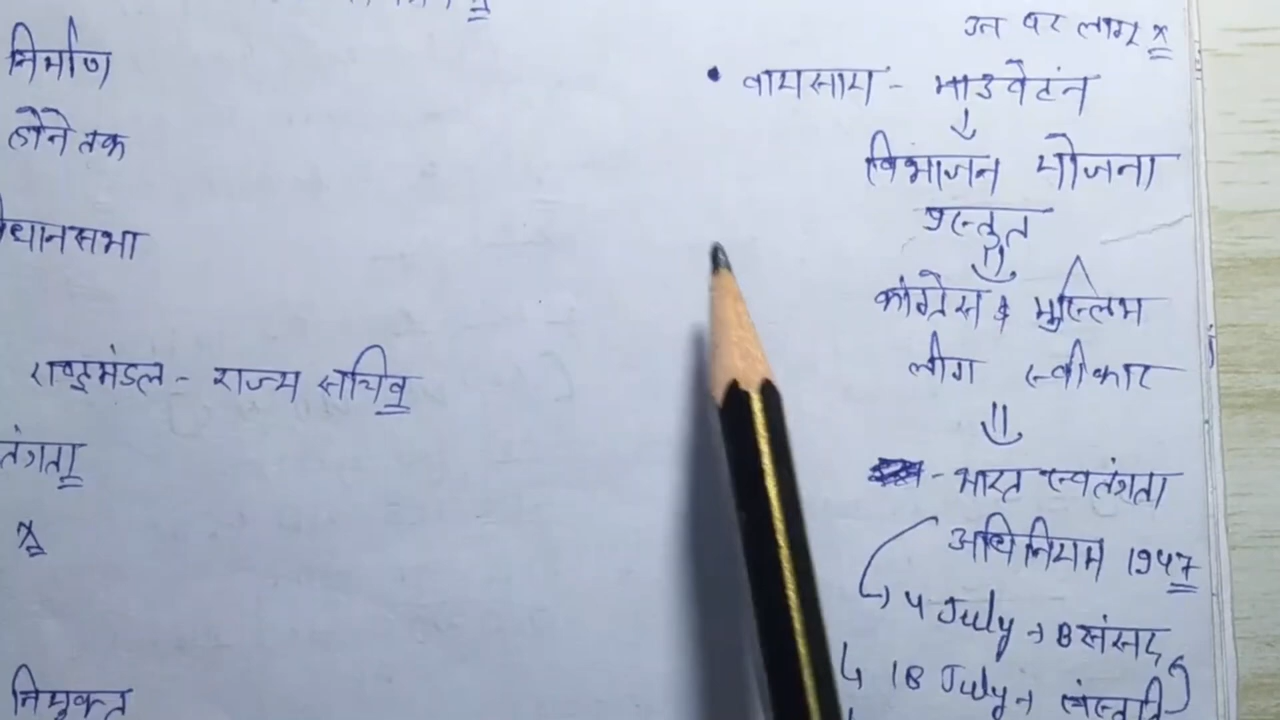 निर्माण
होने तक
विधानसभा
राष्ट्रमंडल - राज्य सचिव
तंत्रता
x
नियुक्त
उन पर लागू x
• वायसराय - माउंटबेटन
विभाजन योजना
प्रस्तुत
कांग्रेस & मुस्लिम
लीग स्वीकार
- भारत स्वतंत्रता
अधिनियम 1947
4 July → B संसद
18 July →